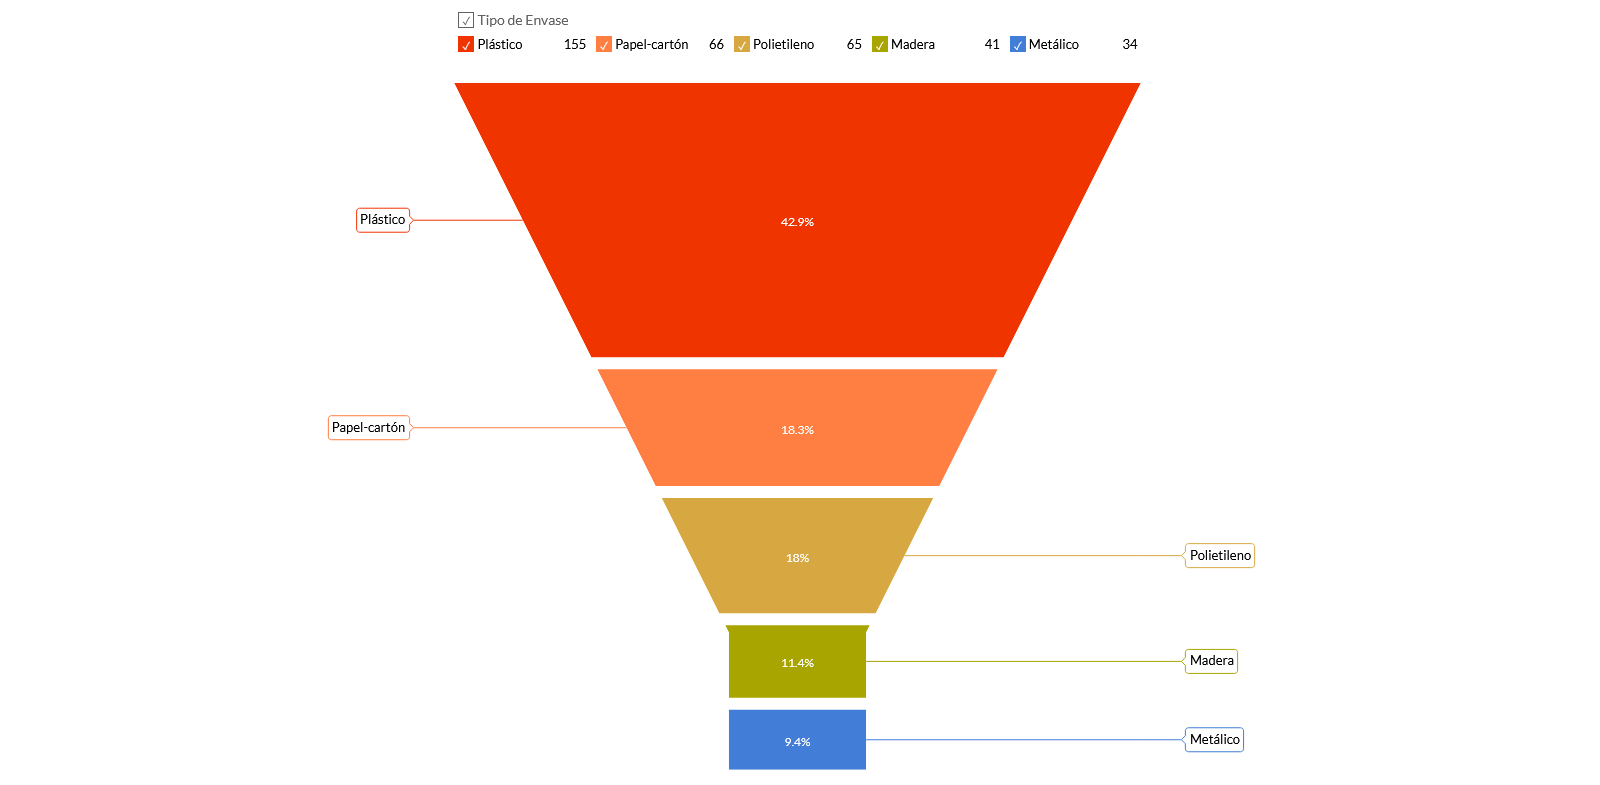 Tipo de Envase
Plástico 155 Papel-cartón 66 Polietileno 65 Madera 41 Metálico 34
Plástico
42.9%
Papel-cartón
18.3%
18%
Polietileno
11.4%
Madera
9.4%
Metálico